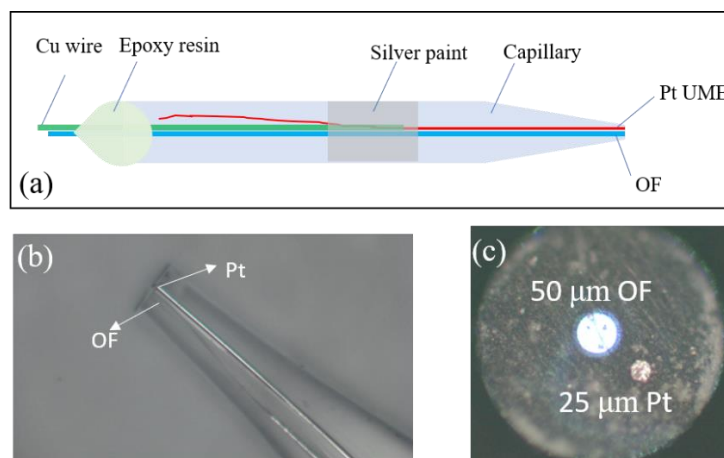 Cu wire
Epoxy resin
Silver paint
Capillary
Pt UME
OF
(a)
(b)
Pt
OF
(c)
50 μm OF
25 μm Pt